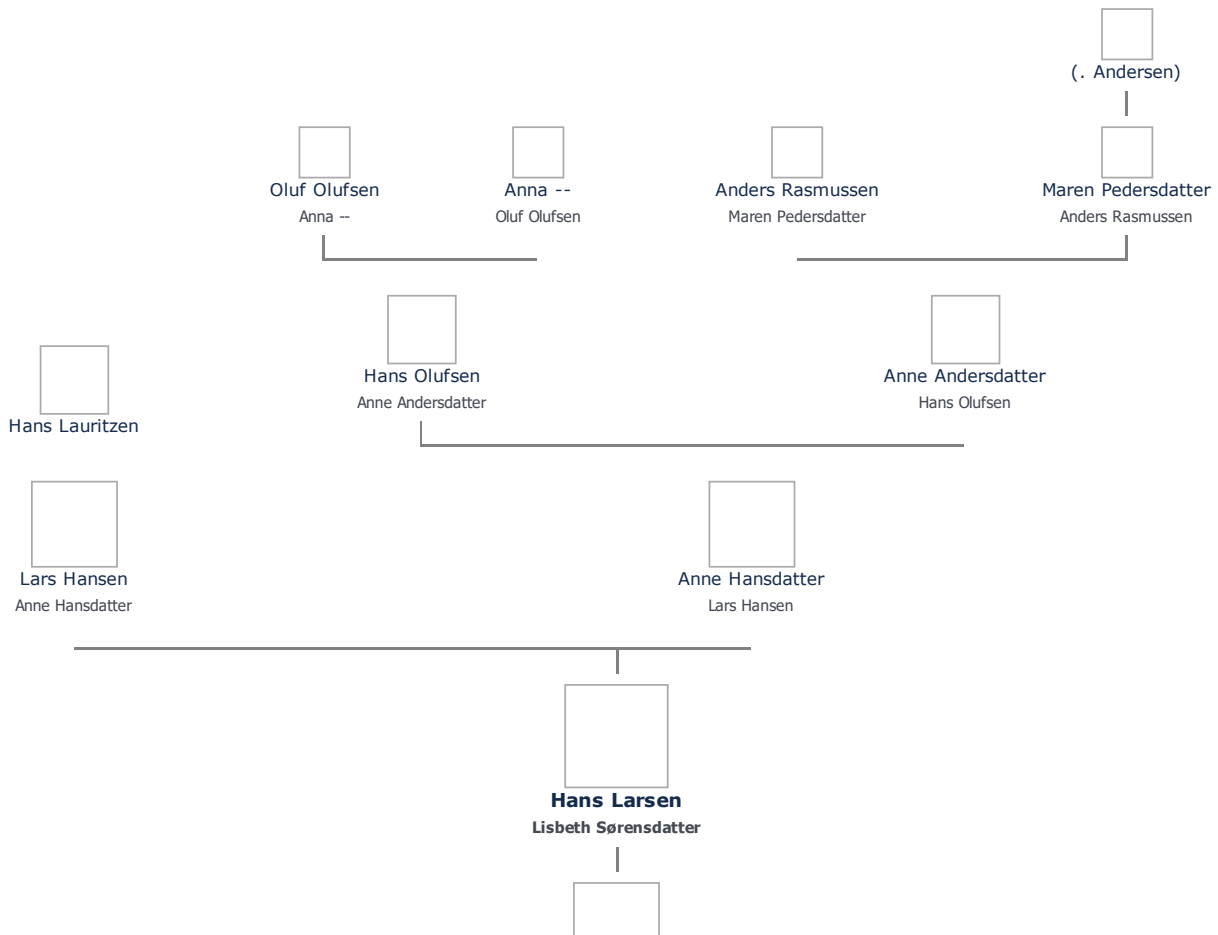 (. Andersen)
Oluf Olufsen
Anna --
Anna --
Oluf Olufsen
Anders Rasmussen
Maren Pedersdatter
Maren Pedersdatter
Anders Rasmussen
Hans Olufsen
Anne Andersdatter
Anne Andersdatter
Hans Olufsen
Hans Lauritzen
Lars Hansen
Anne Hansdatter
Anne Hansdatter
Lars Hansen
Hans Larsen
Lisbeth Sørensdatter